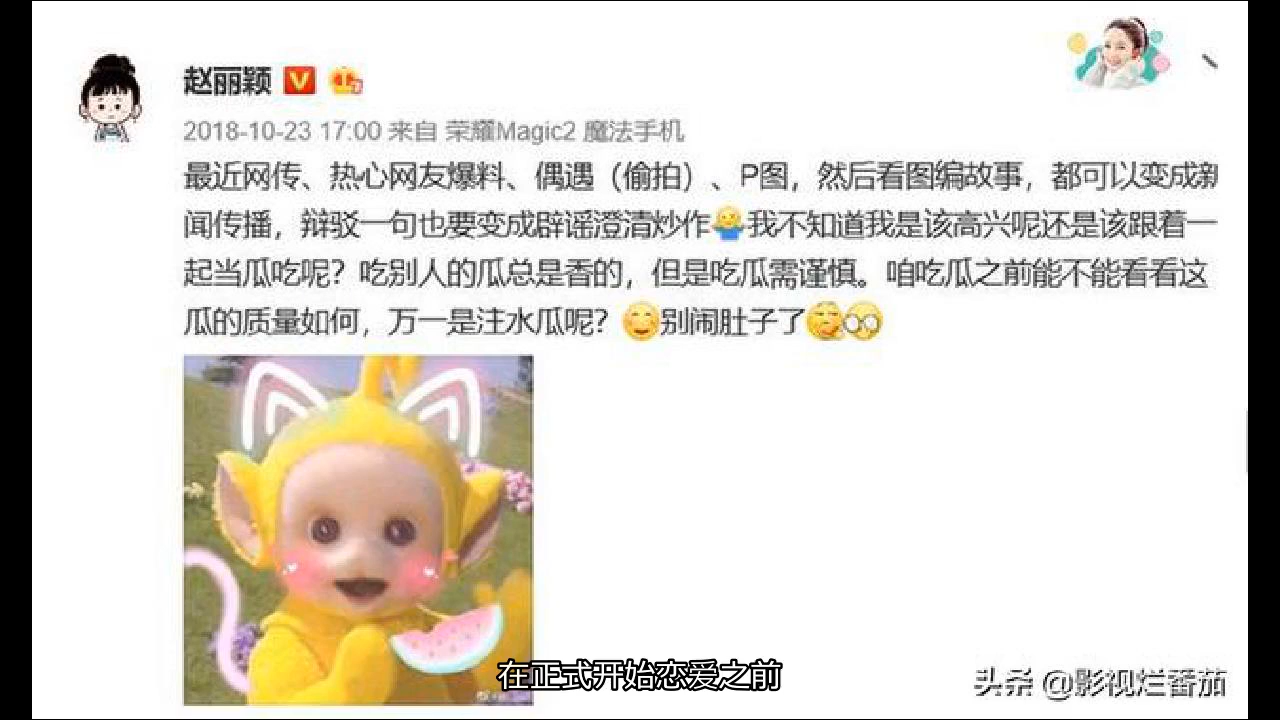 赵丽颖
2018-10-23 17:00 来自 荣耀Magic2 魔法手机
最近网传、热心网友爆料、偶遇（偷拍）、P图，然后看图编故事，都可以变成新
闻传播，辩驳一句也要变成辟谣澄清炒作我不知道我是该高兴呢还是该跟着一
起当瓜吃呢？吃别人的瓜总是香的，但是吃瓜需谨慎。咱吃瓜之前能不能看看这
瓜的质量如何，万一是注水瓜呢？别闹肚子了
在正式开始恋爱之前
头条 @影视烂番茄